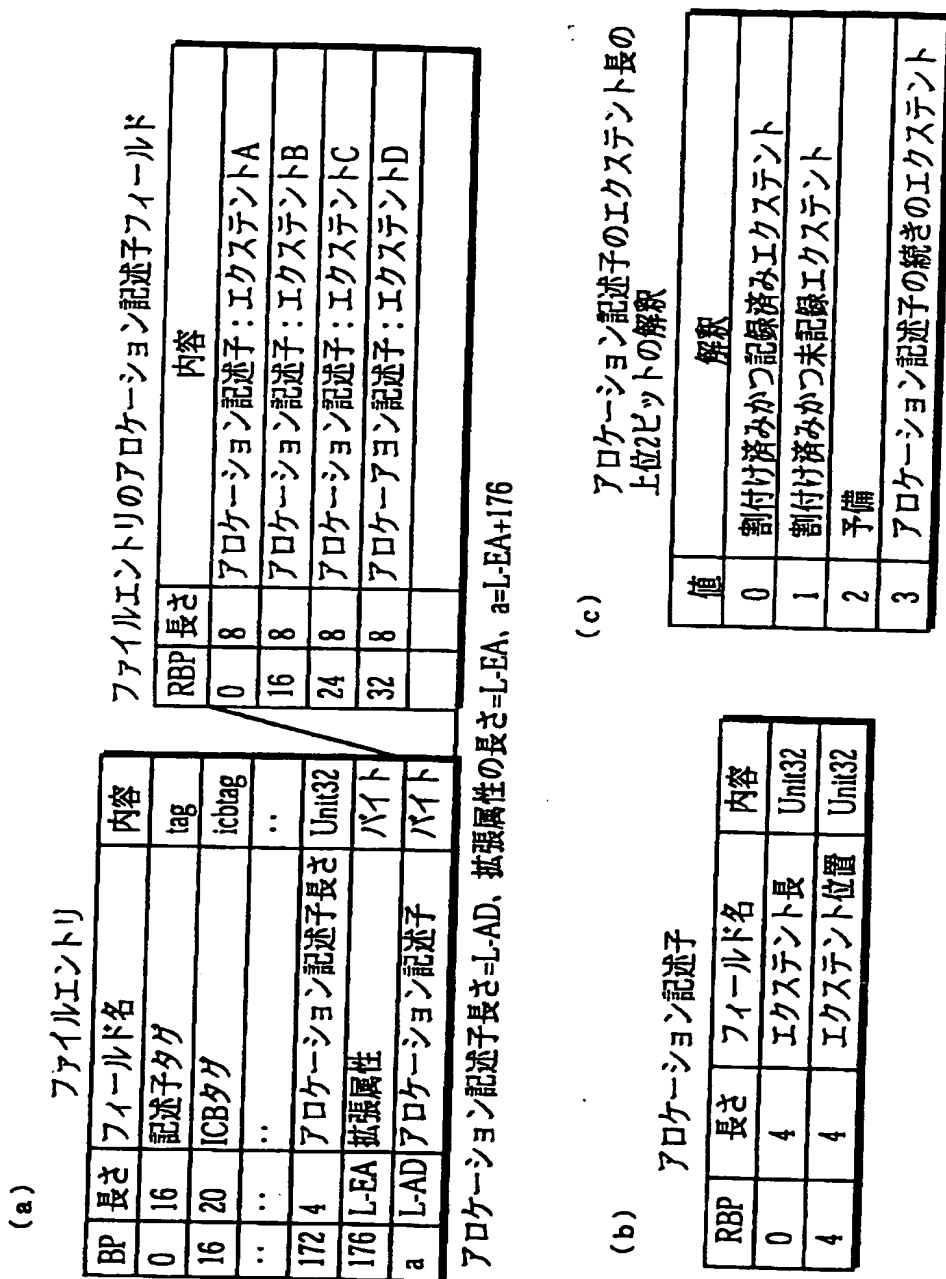 (a)
ファイルエントリ
BP 長さ フィールド名 内容
0 16 記述子タグ tag
16 20 ICBタグ icbtag
: : : :
172 4 アロケーション記述子長さ Unit32
176 L-EA 拡張属性 バイト
a L-AD アロケーション記述子 バイト
ファイルエントリのアロケーション記述子フィールド
RBP 長さ 内容
0 8 アロケーション記述子:エクステントA
16 8 アロケーション記述子:エクステントB
24 8 アロケーション記述子:エクステントC
32 8 アロケーアヨン記述子:エクステントD
アロケーション記述子長さ=L-AD、拡張属性の長さ=L-EA、a=L-EA+176
(b)
アロケーション記述子
RBP 長さ フィールド名 内容
0 4 エクステント長 Unit32
4 4 エクステント位置 Unit32
(c)
アロケーション記述子のエクステント長の
上位2ビットの解釈
値 解釈
0 割付け済みかつ記録済みエクステント
1 割付け済みかつ未記録エクステント
2 予備
3 アロケーション記述子の続きのエクステント